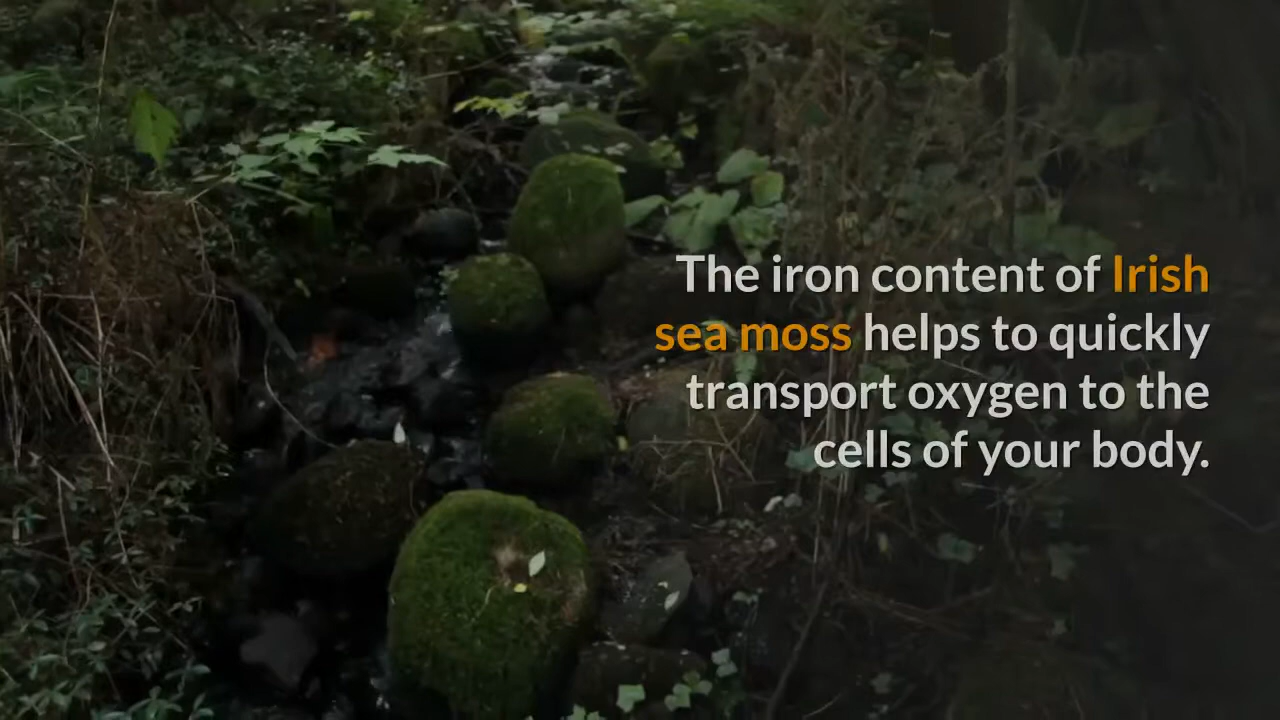 The iron content of Irish
sea moss helps to quickly
transport oxygen to the
cells of your body.